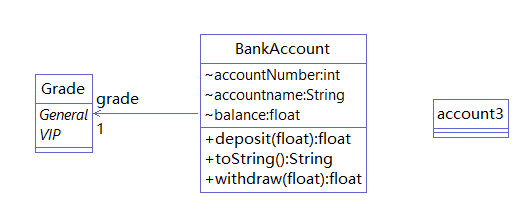 Grade
General
VIP
grade
1
BankAccount
~accountNumber:int
~accountname:String
~balance:float
+deposit(float):float
+toString():String
+withdraw(float):float
account3